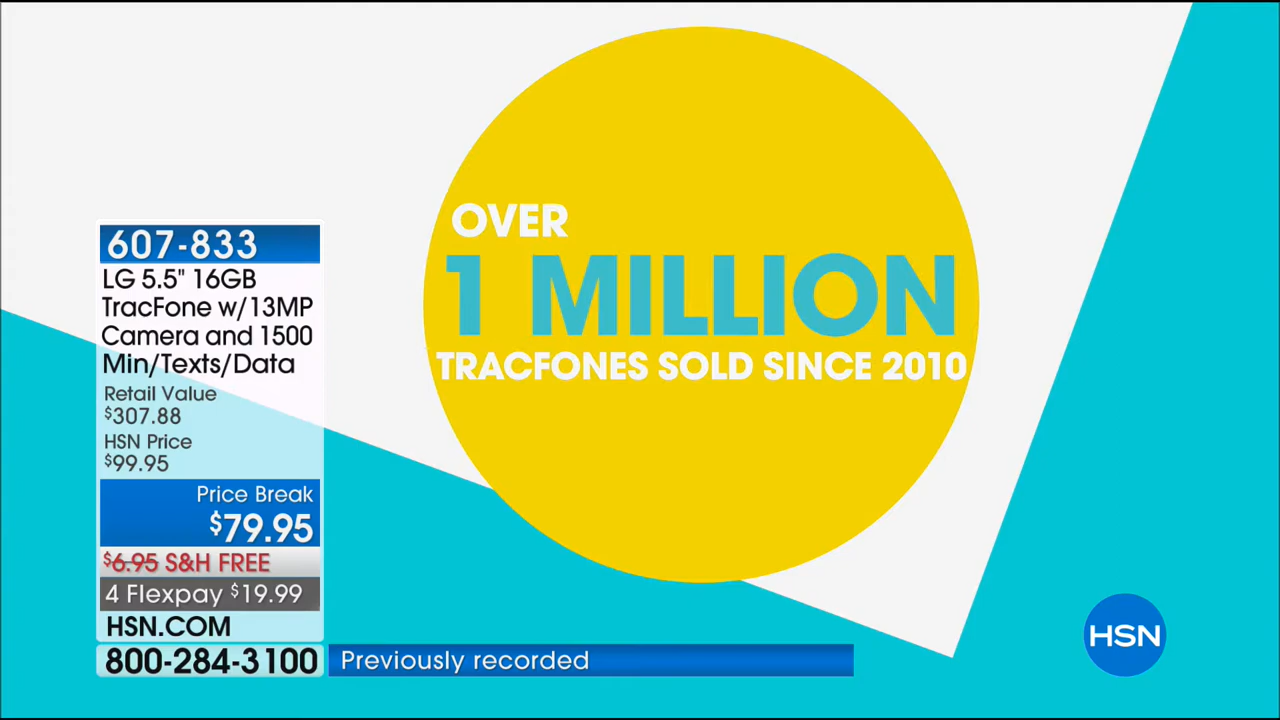 OVER
1 MILLION
TRACFONES SOLD SINCE 2010
607-833
LG 5.5" 16GB
TracFone w/13MP
Camera and 1500
Min/Texts/Data
Retail Value
$307.88
HSN Price
$99.95
Price Break
$79.95
$6.95 S&H FREE
4 Flexpay $19.99
HSN.COM
800-284-3100
Previously recorded
HSN